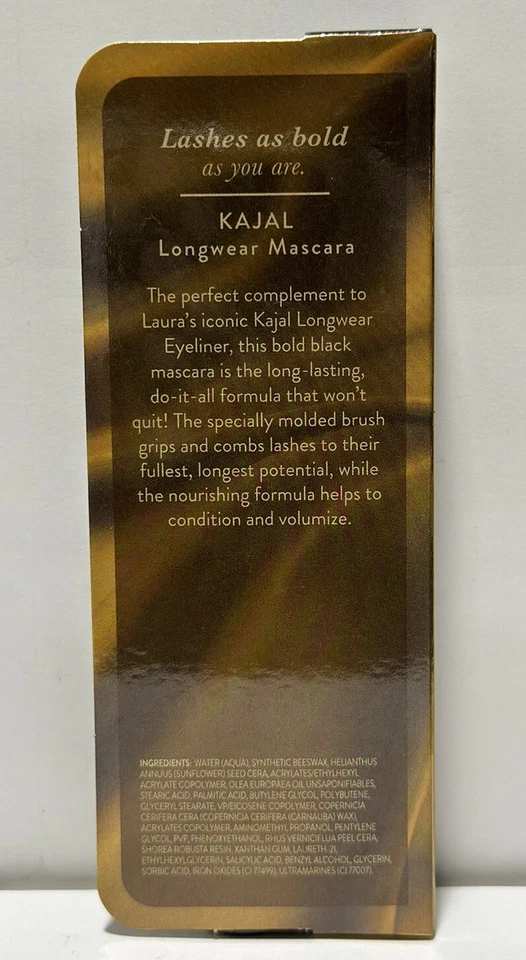 Lashes as bold
as you are.
KAJAL
Longwear Mascara
The perfect complement to
Laura's iconic Kajal Longwear
Eyeliner, this bold black
mascara is the long-lasting,
do-it-all formula that won't
quit! The specially molded brush
grips and combs lashes to their
fullest, longest potential, while
the nourishing formula helps to
condition and volumize.
INGREDIENTS: WATER (AQUA), SYNTHETIC BEESWAX, HELIANTHUS
ANNUUS (SUNFLOWER) SEED CERA, ACRYLATES/ETHYLHEXYL
ACRYLATE COPOLYMER, OLEA EUROPAEA OIL UNSAPONIFIABLES,
STEARIC ACID, PALMITIC ACID, BUTYLENE GLYCOL, POLYBUTENE,
GLYCERYL STEARATE, VP/EICOSENE COPOLYMER, COPERNICIA
CERIFERA CERA (COPERNICIA CERIFERA (CARNAUBA) WAX),
ACRYLATES COPOLYMER, AMINOMETHYL PROPANOL, PENTYLENE
GLYCOL, PVP, PHENOXYETHANOL, RHUS VERNICIFLUA PEEL CERA,
SHOREA ROBUSTA RESIN, XANTHAN GUM, LAURETH-21,
ETHYLHEXYLGLYCERIN, SALICYLIC ACID, BENZYL ALCOHOL, GLYCERIN,
SORBIC ACID, IRON OXIDES (CI 77499), ULTRAMARINES (CI 77007).